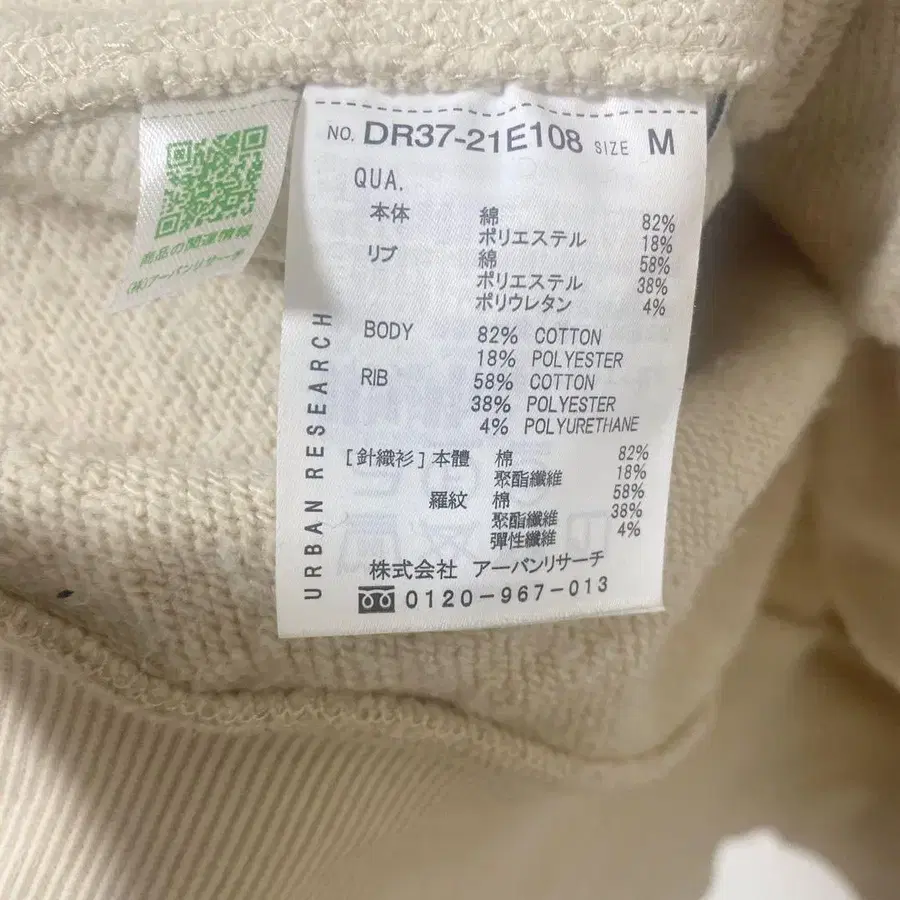 商品の関連情報
(株)アーバンリサーチ
NO. DR37-21E108 SIZE M
QUA.
本体 綿 82%
ポリエステル 18%
リブ 綿 58%
ポリエステル 38%
ポリウレタン 4%
BODY 82% COTTON
18% POLYESTER
RIB 58% COTTON
38% POLYESTER
4% POLYURETHANE
[針織衫] 本體 棉 82%
聚酯纖維 18%
羅紋 棉 58%
聚酯纖維 38%
彈性纖維 4%
株式会社 アーバンリサーチ
0120-967-013
URBAN RESEARCH